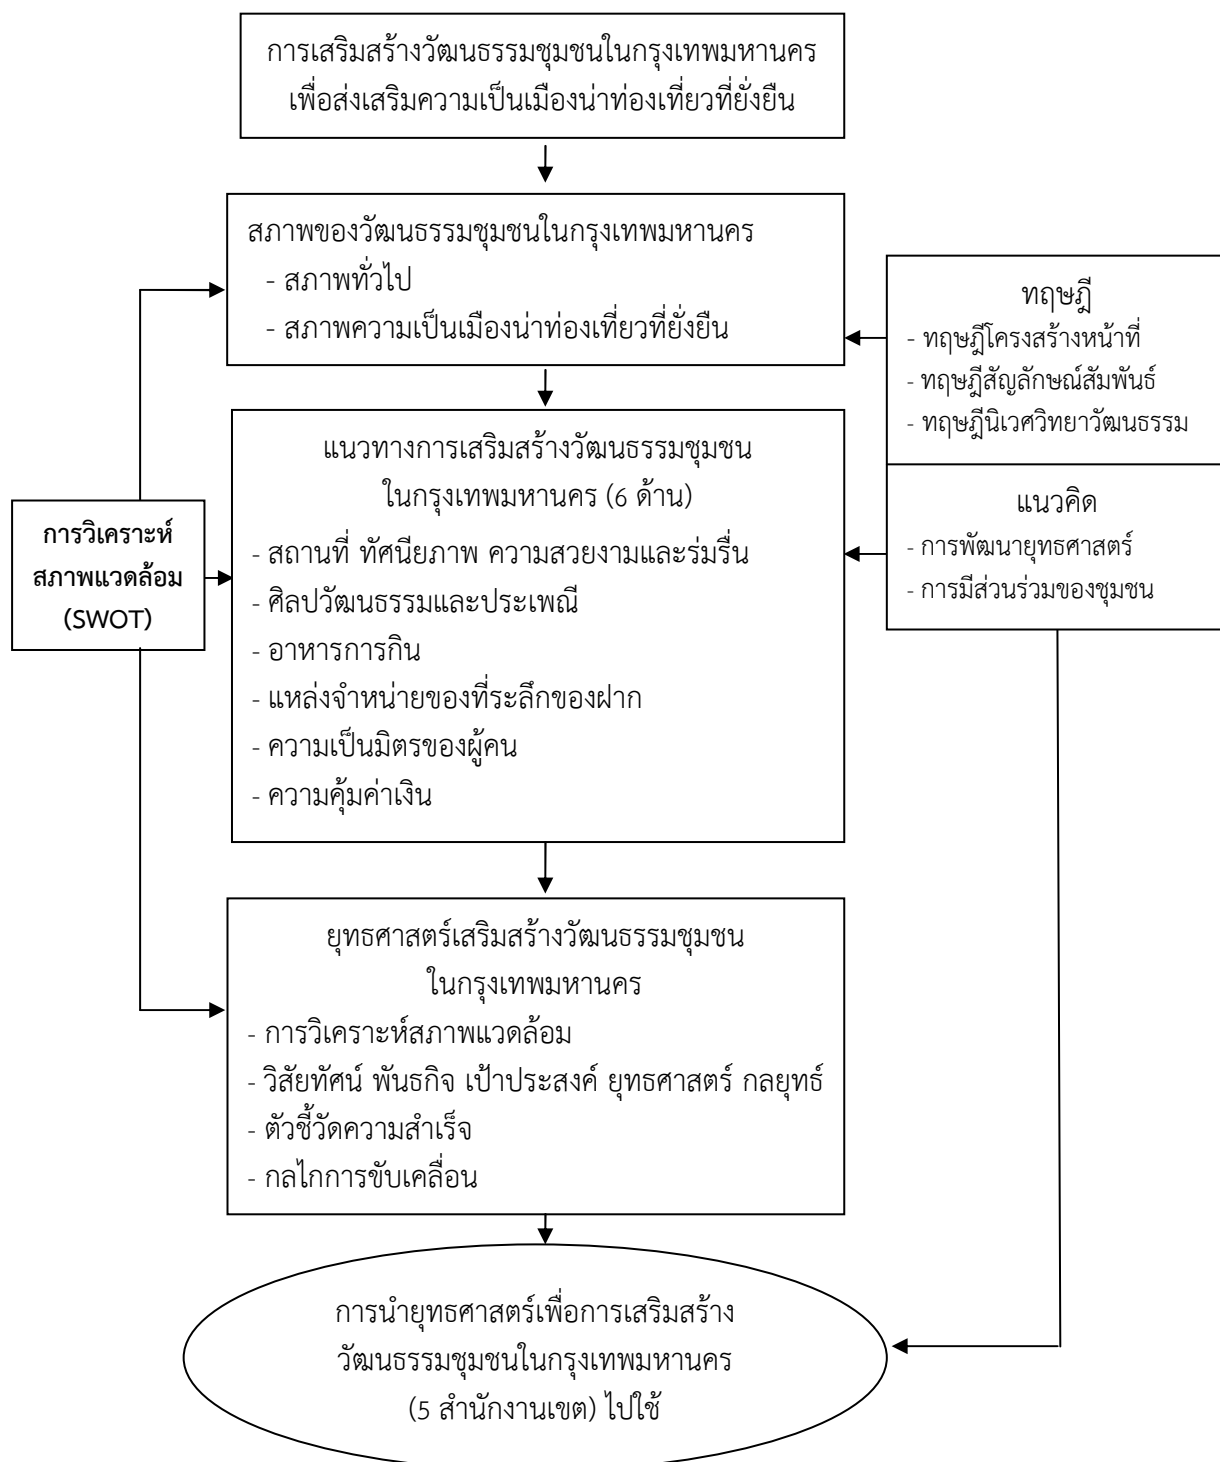 การเสริมสร้างวัฒนธรรมชุมชนในกรุงเทพมหานคร
เพื่อส่งเสริมความเป็นเมืองน่าท่องเที่ยวที่ยั่งยืน
สภาพของวัฒนธรรมชุมชนในกรุงเทพมหานคร
- สภาพทั่วไป
- สภาพความเป็นเมืองน่าท่องเที่ยวที่ยั่งยืน
ทฤษฎี
- ทฤษฎีโครงสร้างหน้าที่
- ทฤษฎีสัญลักษณ์สัมพันธ์
- ทฤษฎีนิเวศวิทยาวัฒนธรรม
แนวคิด
- การพัฒนายุทธศาสตร์
- การมีส่วนร่วมของชุมชน
การวิเคราะห์
สภาพแวดล้อม
(SWOT)
แนวทางการเสริมสร้างวัฒนธรรมชุมชน
ในกรุงเทพมหานคร (6 ด้าน)
- สถานที่ ทัศนียภาพ ความสวยงามและร่มรื่น
- ศิลปวัฒนธรรมและประเพณี
- อาหารการกิน
- แหล่งจำหน่ายของที่ระลึกของฝาก
- ความเป็นมิตรของผู้คน
- ความคุ้มค่าเงิน
ยุทธศาสตร์เสริมสร้างวัฒนธรรมชุมชน
ในกรุงเทพมหานคร
- การวิเคราะห์สภาพแวดล้อม
- วิสัยทัศน์ พันธกิจ เป้าประสงค์ ยุทธศาสตร์ กลยุทธ์
- ตัวชี้วัดความสำเร็จ
- กลไกการขับเคลื่อน
การนำยุทธศาสตร์เพื่อการเสริมสร้าง
วัฒนธรรมชุมชนในกรุงเทพมหานคร
(5 สำนักงานเขต) ไปใช้